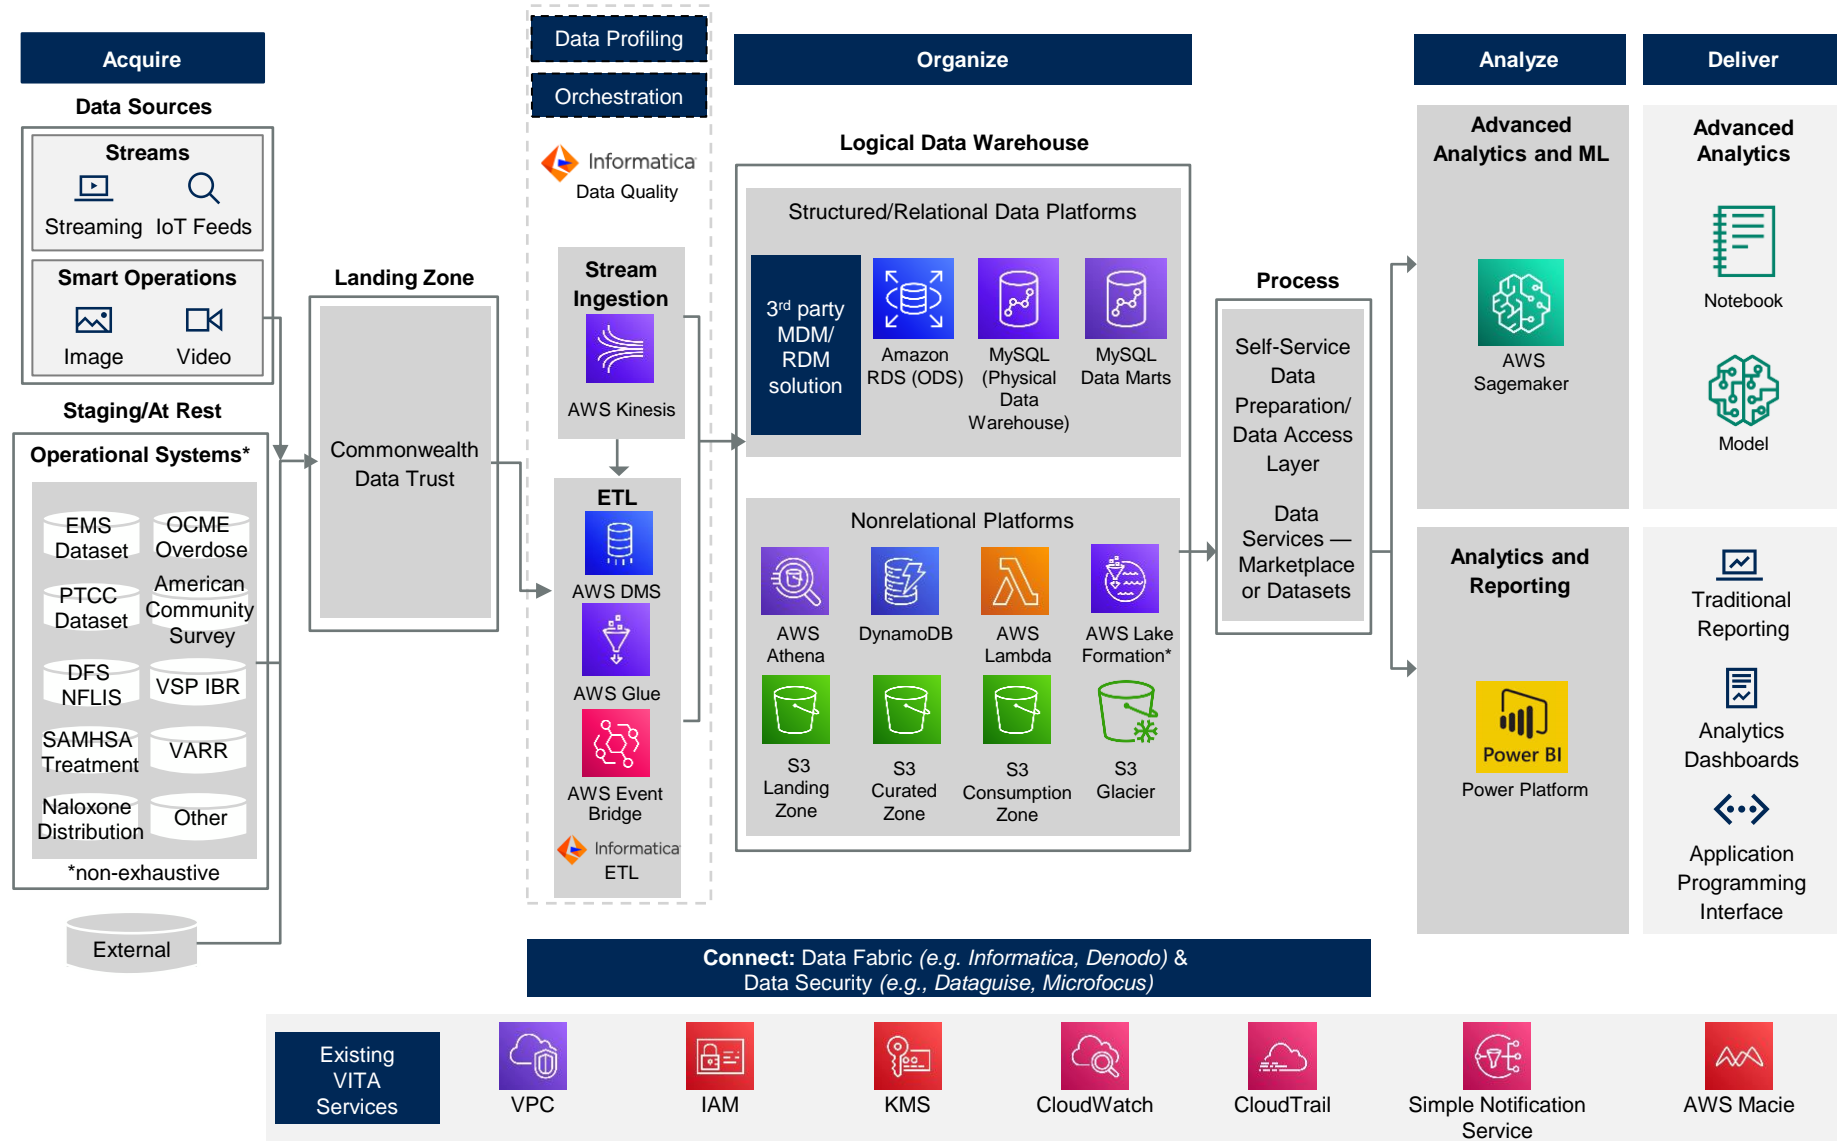 Acquire
Data Sources
Streams
Streaming
IoT Feeds
Smart Operations
Image
Video
Staging/At Rest
Operational Systems*
EMS
Dataset
OCME
Overdose
PTCC
Dataset
American
Community
Survey
DFS
NFLIS
VSP IBR
SAMHSA
Treatment
VARR
Naloxone
Distribution
Other
*non-exhaustive
External
Landing Zone
Commonwealth
Data Trust
Data Profiling
Orchestration
Informatica
Data Quality
Stream
Ingestion
AWS Kinesis
ETL
AWS DMS
AWS Glue
AWS Event
Bridge
Informatica
ETL
Organize
Logical Data Warehouse
Structured/Relational Data Platforms
3rd party
MDM/
RDM
solution
Amazon
RDS (ODS)
MySQL
(Physical
Data
Warehouse)
MySQL
Data Marts
Nonrelational Platforms
AWS
Athena
DynamoDB
AWS
Lambda
AWS Lake
Formation*
S3
Landing
Zone
S3
Curated
Zone
S3
Consumption
Zone
S3
Glacier
Process
Self-Service
Data
Preparation/
Data Access
Layer
Data
Services —
Marketplace
or Datasets
Analyze
Advanced
Analytics and ML
AWS
Sagemaker
Analytics and
Reporting
Power BI
Power Platform
Deliver
Advanced
Analytics
Notebook
Model
Traditional
Reporting
Analytics
Dashboards
Application
Programming
Interface
Connect: Data Fabric (e.g. Informatica, Denodo) &
Data Security (e.g., Dataguise, Microfocus)
Existing
VITA
Services
VPC
IAM
KMS
CloudWatch
CloudTrail
Simple Notification
Service
AWS Macie